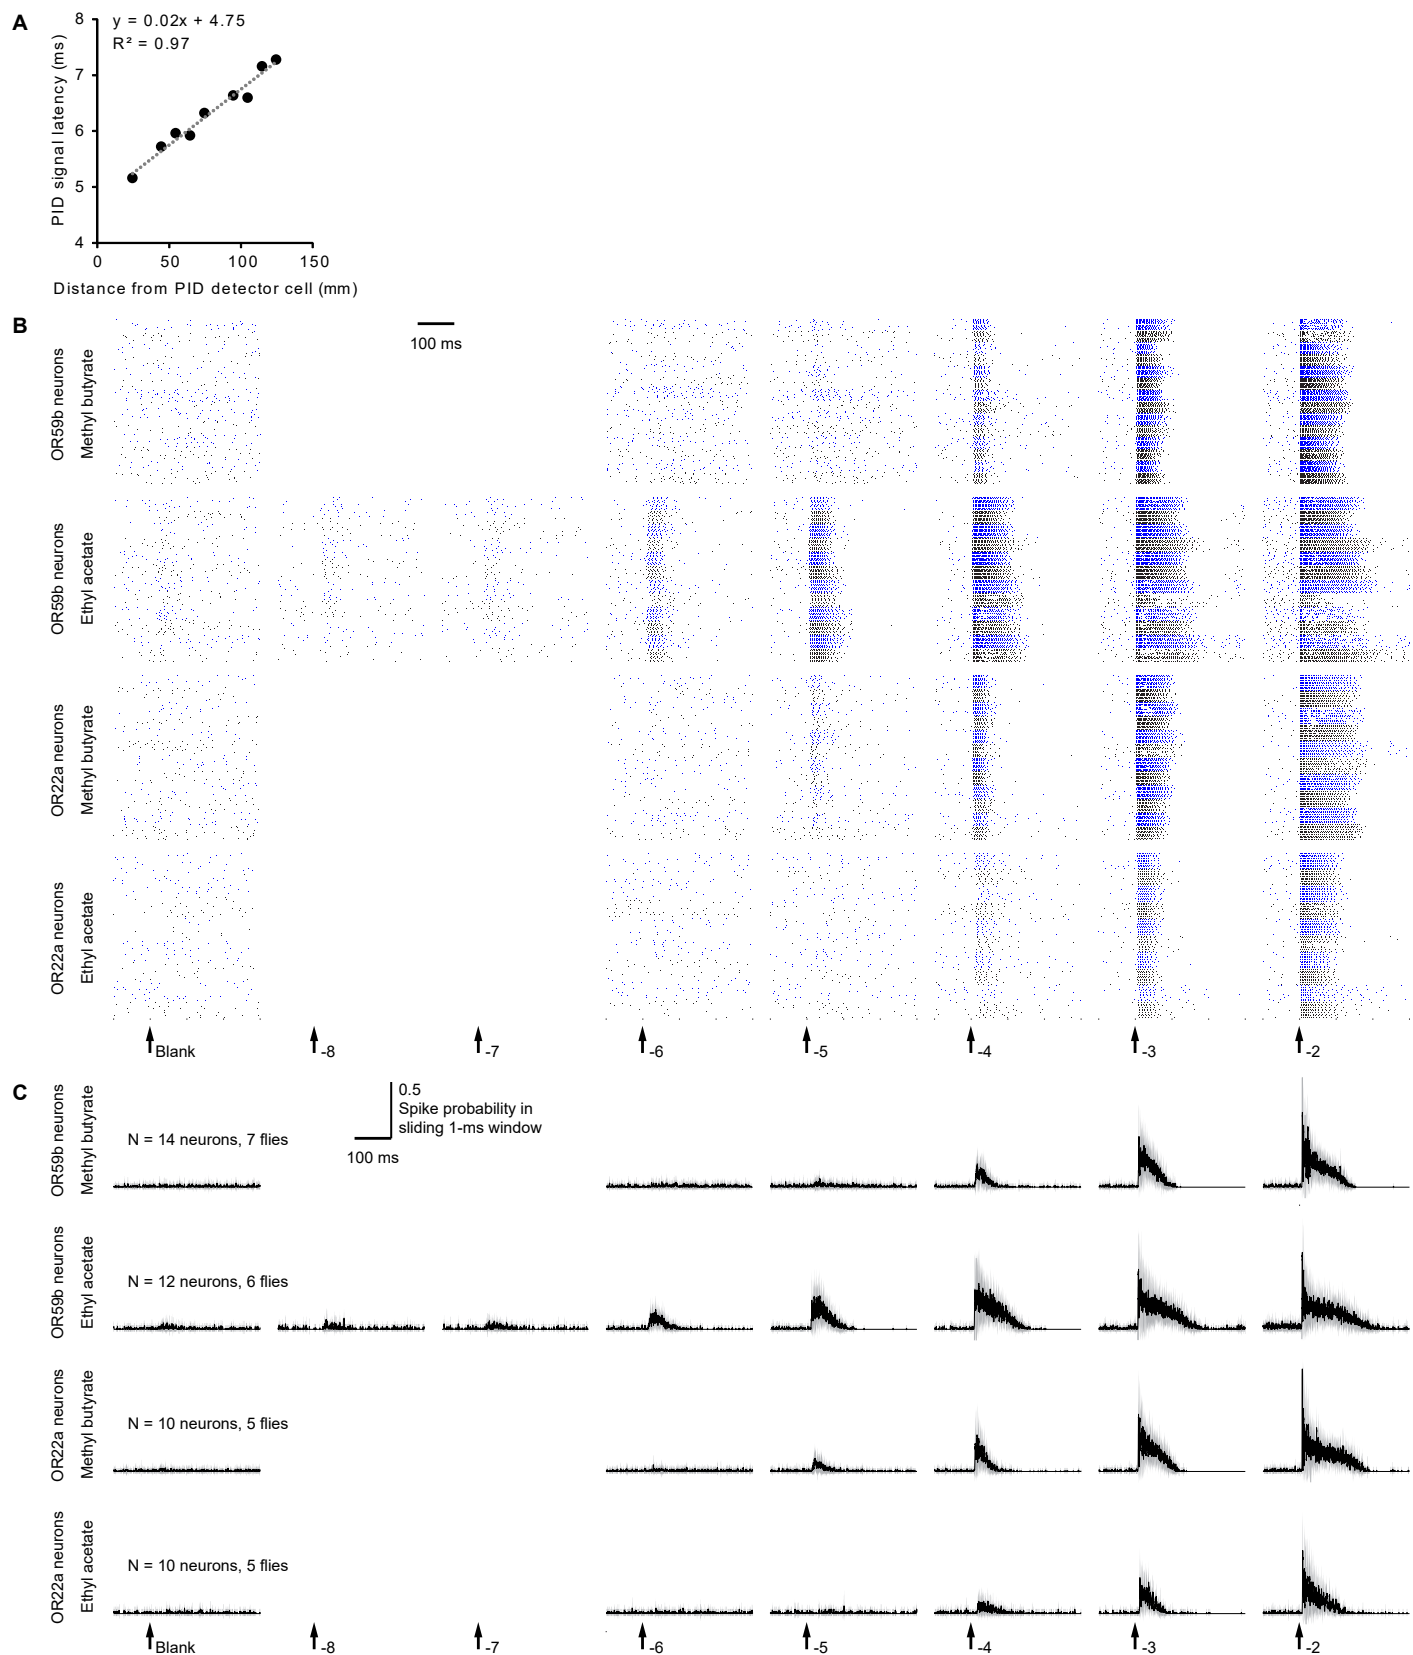 A
y = 0.02x + 4.75
R² = 0.97
PID signal latency (ms)
8
7
6
5
4
0 50 100 150
Distance from PID detector cell (mm)
B
100 ms
OR59b neurons
Methyl butyrate
OR59b neurons
Ethyl acetate
OR22a neurons
Methyl butyrate
OR22a neurons
Ethyl acetate
Blank -8 -7 -6 -5 -4 -3 -2
C
0.5
Spike probability in
sliding 1-ms window
100 ms
OR59b neurons
Methyl butyrate
N = 14 neurons, 7 flies
OR59b neurons
Ethyl acetate
N = 12 neurons, 6 flies
OR22a neurons
Methyl butyrate
N = 10 neurons, 5 flies
OR22a neurons
Ethyl acetate
N = 10 neurons, 5 flies
Blank -8 -7 -6 -5 -4 -3 -2